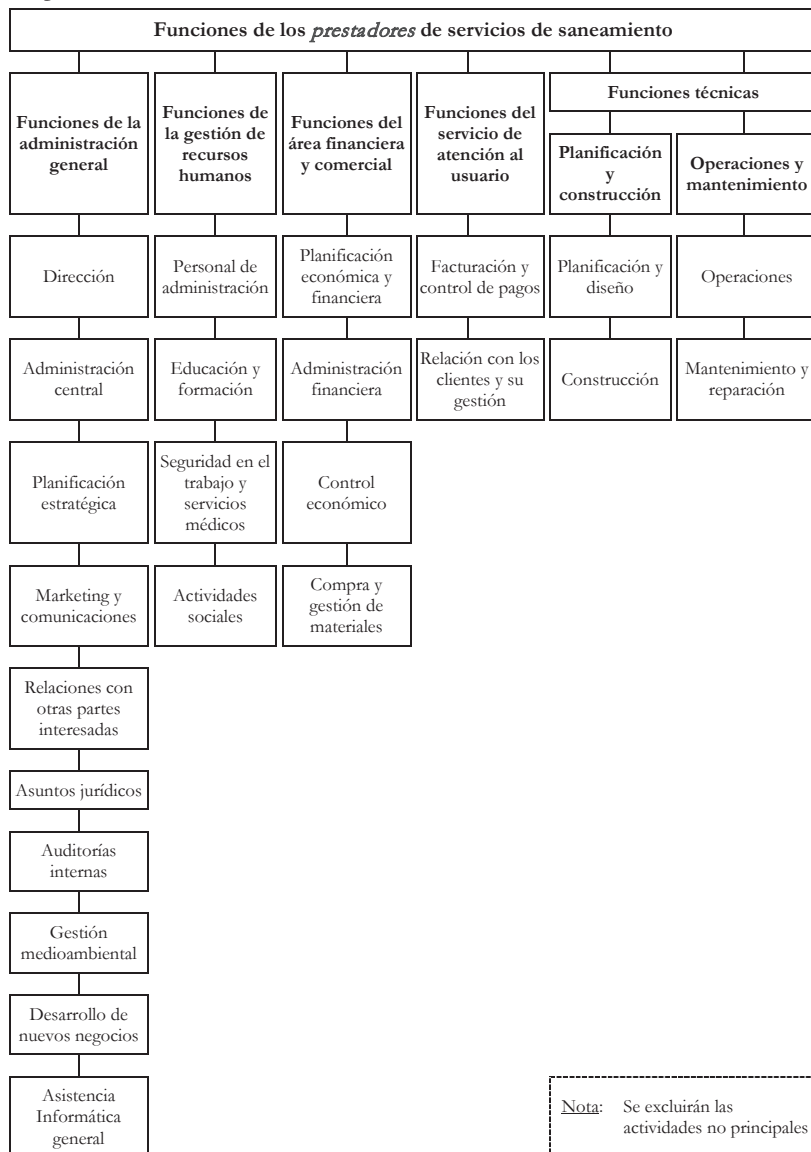 Funciones de los prestadores de servicios de saneamiento
Funciones de la
administración
general
Funciones de
la gestión de
recursos
humanos
Funciones del
área financiera
y comercial
Funciones del
servicio de
atención al
usuario
Funciones técnicas
Planificación
y
construcción
Operaciones y
mantenimiento
Dirección
Personal de
administración
Planificación
económica y
financiera
Facturación y
control de pagos
Planificación y
diseño
Operaciones
Administración
central
Educación y
formación
Administración
financiera
Relación con los
clientes y su
gestión
Construcción
Mantenimiento y
reparación
Planificación
estratégica
Seguridad en el
trabajo y
servicios
médicos
Control
económico
Marketing y
comunicaciones
Actividades
sociales
Compra y
gestión de
materiales
Relaciones con
otras partes
interesadas
Asuntos jurídicos
Auditorías
internas
Gestión
medioambiental
Desarrollo de
nuevos negocios
Asistencia
Informática
general
Nota: Se excluirán las
actividades no principales